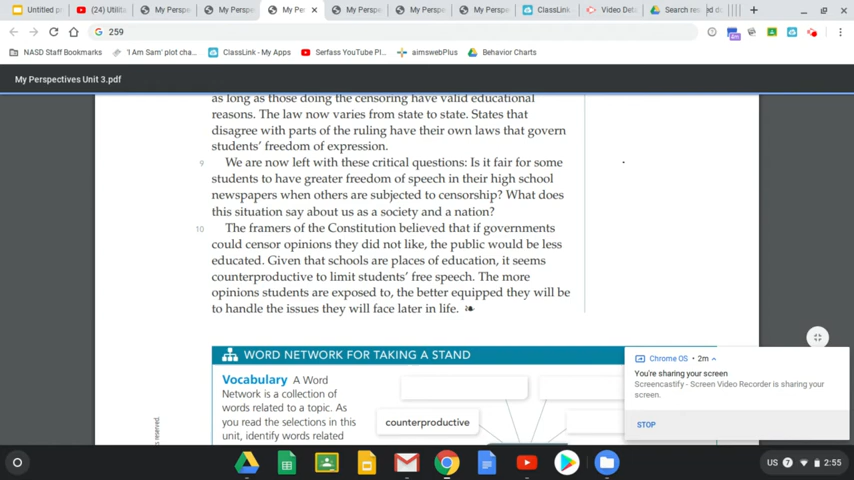 Untitled pr
(24) Utilita
My Perspe
My Perspe
My Pe
My Perspe
My Perspe
My Perspe
ClassLink
Video Deta
Search res
259
NASD Staff Bookmarks
'I Am Sam' plot cha...
ClassLink - My Apps
Serfass YouTube Pl...
aimswebPlus
Behavior Charts
My Perspectives Unit 3.pdf
as long as those doing the censoring have valid educational
reasons. The law now varies from state to state. States that
disagree with parts of the ruling have their own laws that govern
students' freedom of expression.
9 We are now left with these critical questions: Is it fair for some
students to have greater freedom of speech in their high school
newspapers when others are subjected to censorship? What does
this situation say about us as a society and a nation?
10 The framers of the Constitution believed that if governments
could censor opinions they did not like, the public would be less
educated. Given that schools are places of education, it seems
counterproductive to limit students' free speech. The more
opinions students are exposed to, the better equipped they will be
to handle the issues they will face later in life.
WORD NETWORK FOR TAKING A STAND
Vocabulary A Word
Network is a collection of
words related to a topic. As
you read the selections in this
unit, identify words related
counterproductive
ts reserved.
Chrome OS • 2m
You're sharing your screen
Screencastify - Screen Video Recorder is sharing your
screen.
STOP
US 7 2:55